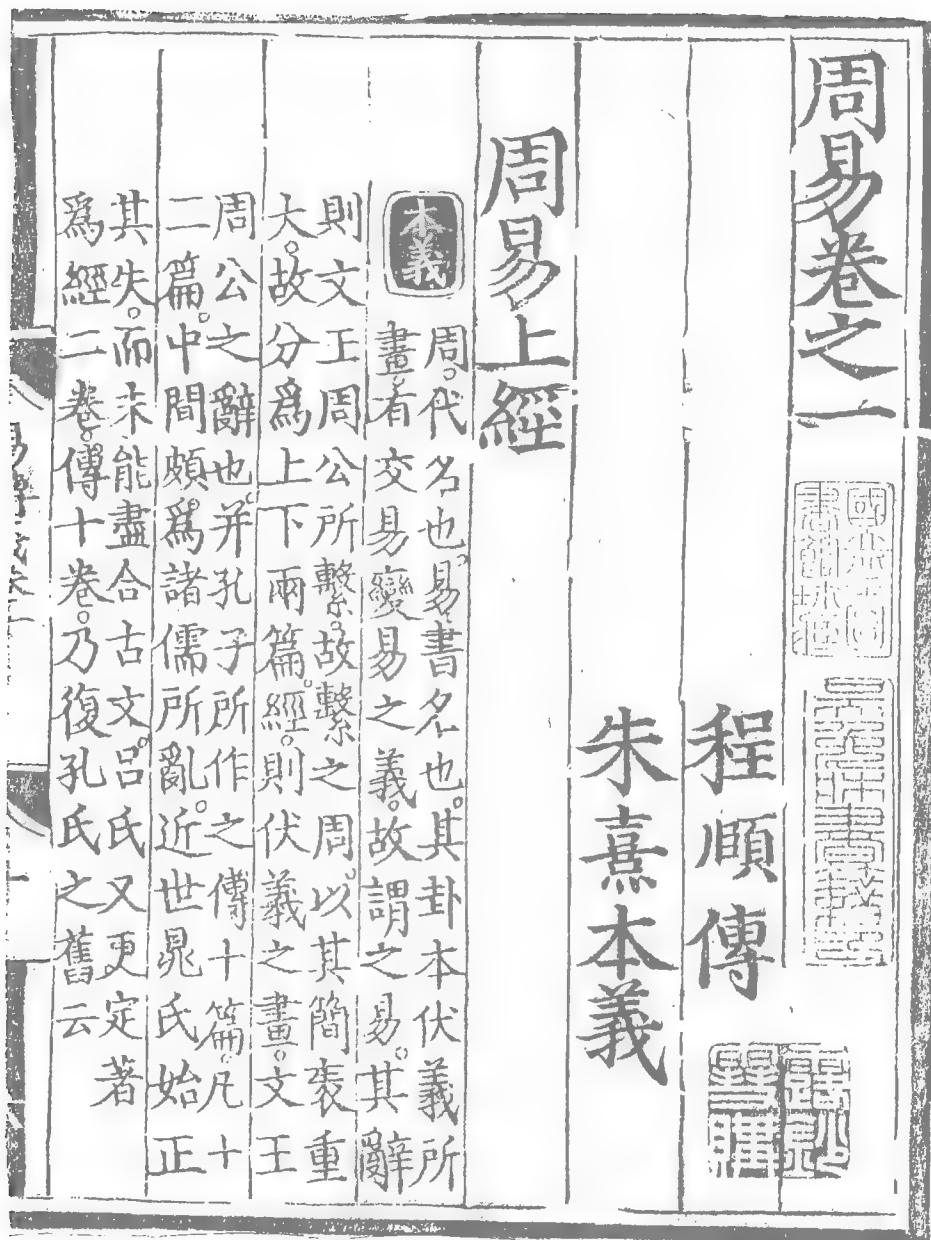 周易卷之一
程頤傳
朱熹本義
周易上經
本義
周。代名也。易書名也。其卦本伏羲所
畫。有交易變易之義。故謂之易。其辭
則文王周公所繫。故繫之周。以其簡袠重
大。故分爲上下兩篇。經。則伏羲之畫。文王
周公之辭也。并孔子所作之傳十篇。凡十
二篇。中間頗爲諸儒所亂。近世晁氏始正
其失。而未能盡合古文。呂氏又更定著
爲經二卷。傳十卷。乃復孔氏之舊云